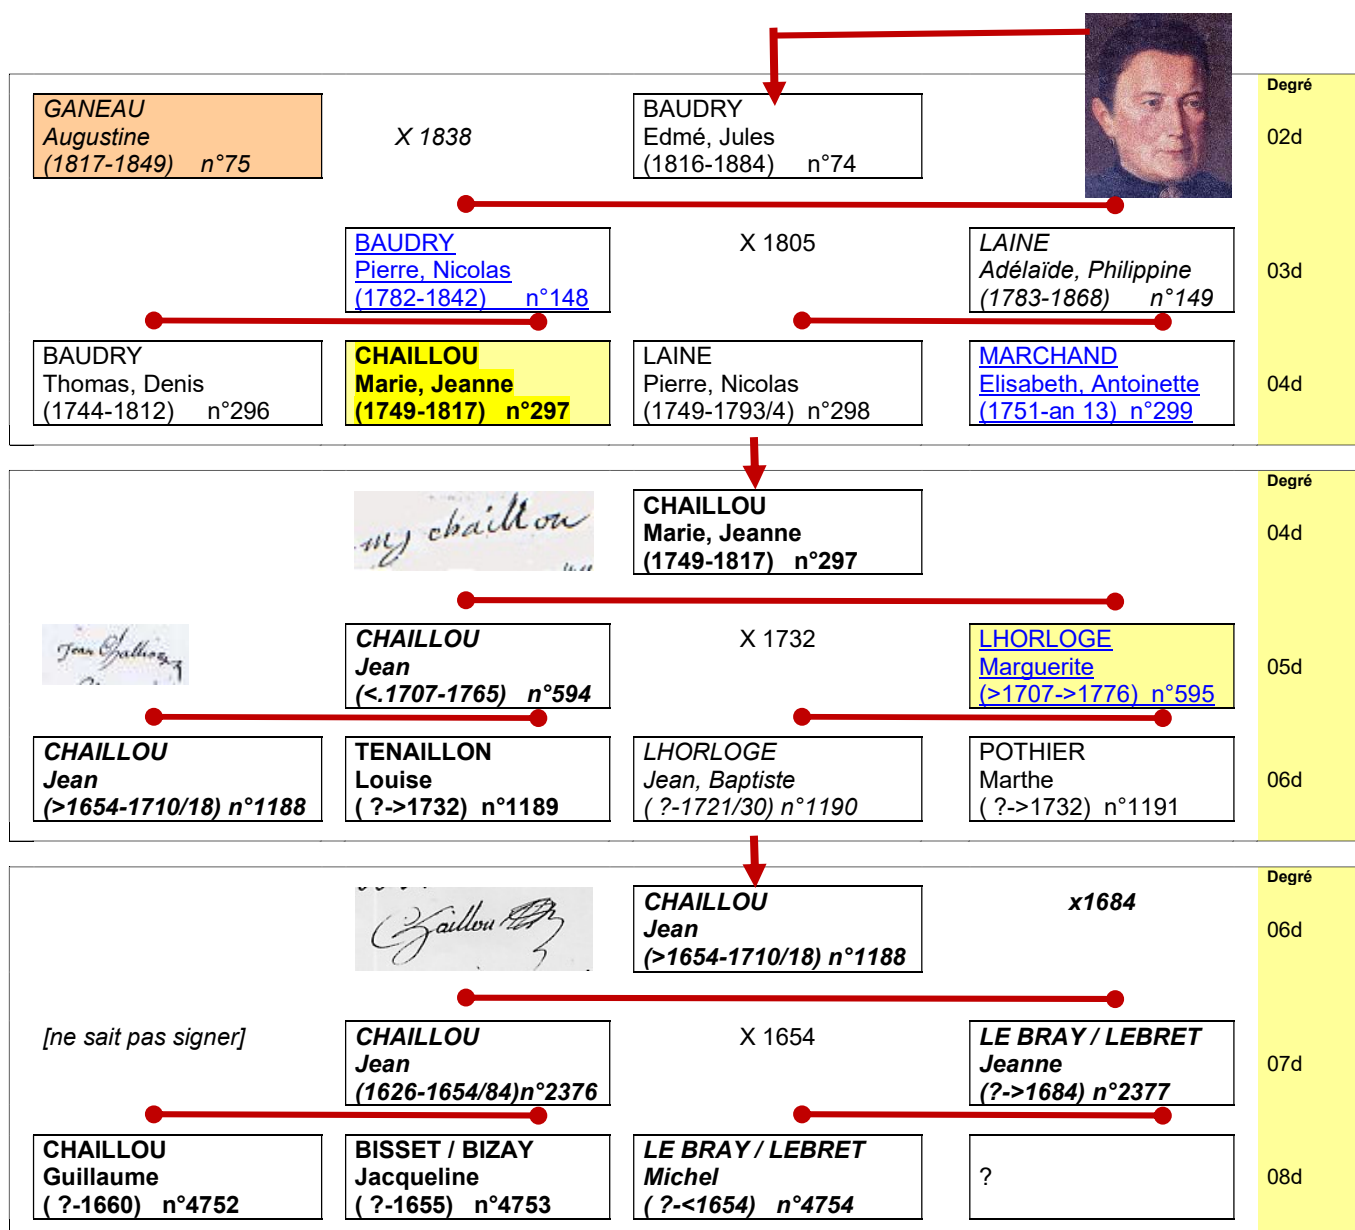 Degré
GANEAU
Augustine
(1817-1849) n°75
X 1838
BAUDRY
Edmé, Jules
(1816-1884) n°74
02d
BAUDRY
Pierre, Nicolas
(1782-1842) n°148
X 1805
LAINE
Adélaïde, Philippine
(1783-1868) n°149
03d
BAUDRY
Thomas, Denis
(1744-1812) n°296
CHAILLOU
Marie, Jeanne
(1749-1817) n°297
LAINE
Pierre, Nicolas
(1749-1793/4) n°298
MARCHAND
Elisabeth, Antoinette
(1751-an 13) n°299
04d
Degré
chaillou
CHAILLOU
Marie, Jeanne
(1749-1817) n°297
04d
Jean
CHAILLOU
Jean
(<.1707-1765) n°594
X 1732
LHORLOGE
Marguerite
(>1707->1776) n°595
05d
CHAILLOU
Jean
(>1654-1710/18) n°1188
TENAILLON
Louise
( ?->1732) n°1189
LHORLOGE
Jean, Baptiste
( ?-1721/30) n°1190
POTHIER
Marthe
( ?->1732) n°1191
06d
Degré
Chaillou
CHAILLOU
Jean
(>1654-1710/18) n°1188
x1684
06d
[ne sait pas signer]
CHAILLOU
Jean
(1626-1654/84)n°2376
X 1654
LE BRAY / LEBRET
Jeanne
(?->1684) n°2377
07d
CHAILLOU
Guillaume
( ?-1660) n°4752
BISSET / BIZAY
Jacqueline
( ?-1655) n°4753
LE BRAY / LEBRET
Michel
( ?-<1654) n°4754
?
08d